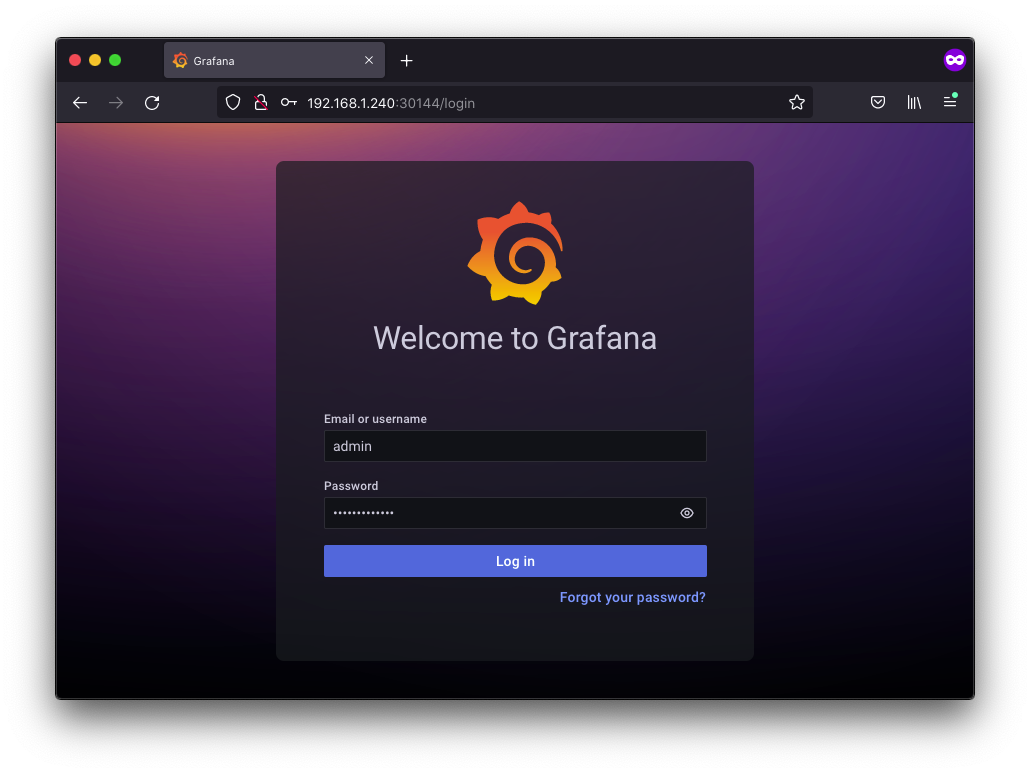 Grafana
192.168.1.240:30144/login
Welcome to Grafana
Email or username
admin
Password
•••••••••••••
Log in
Forgot your password?